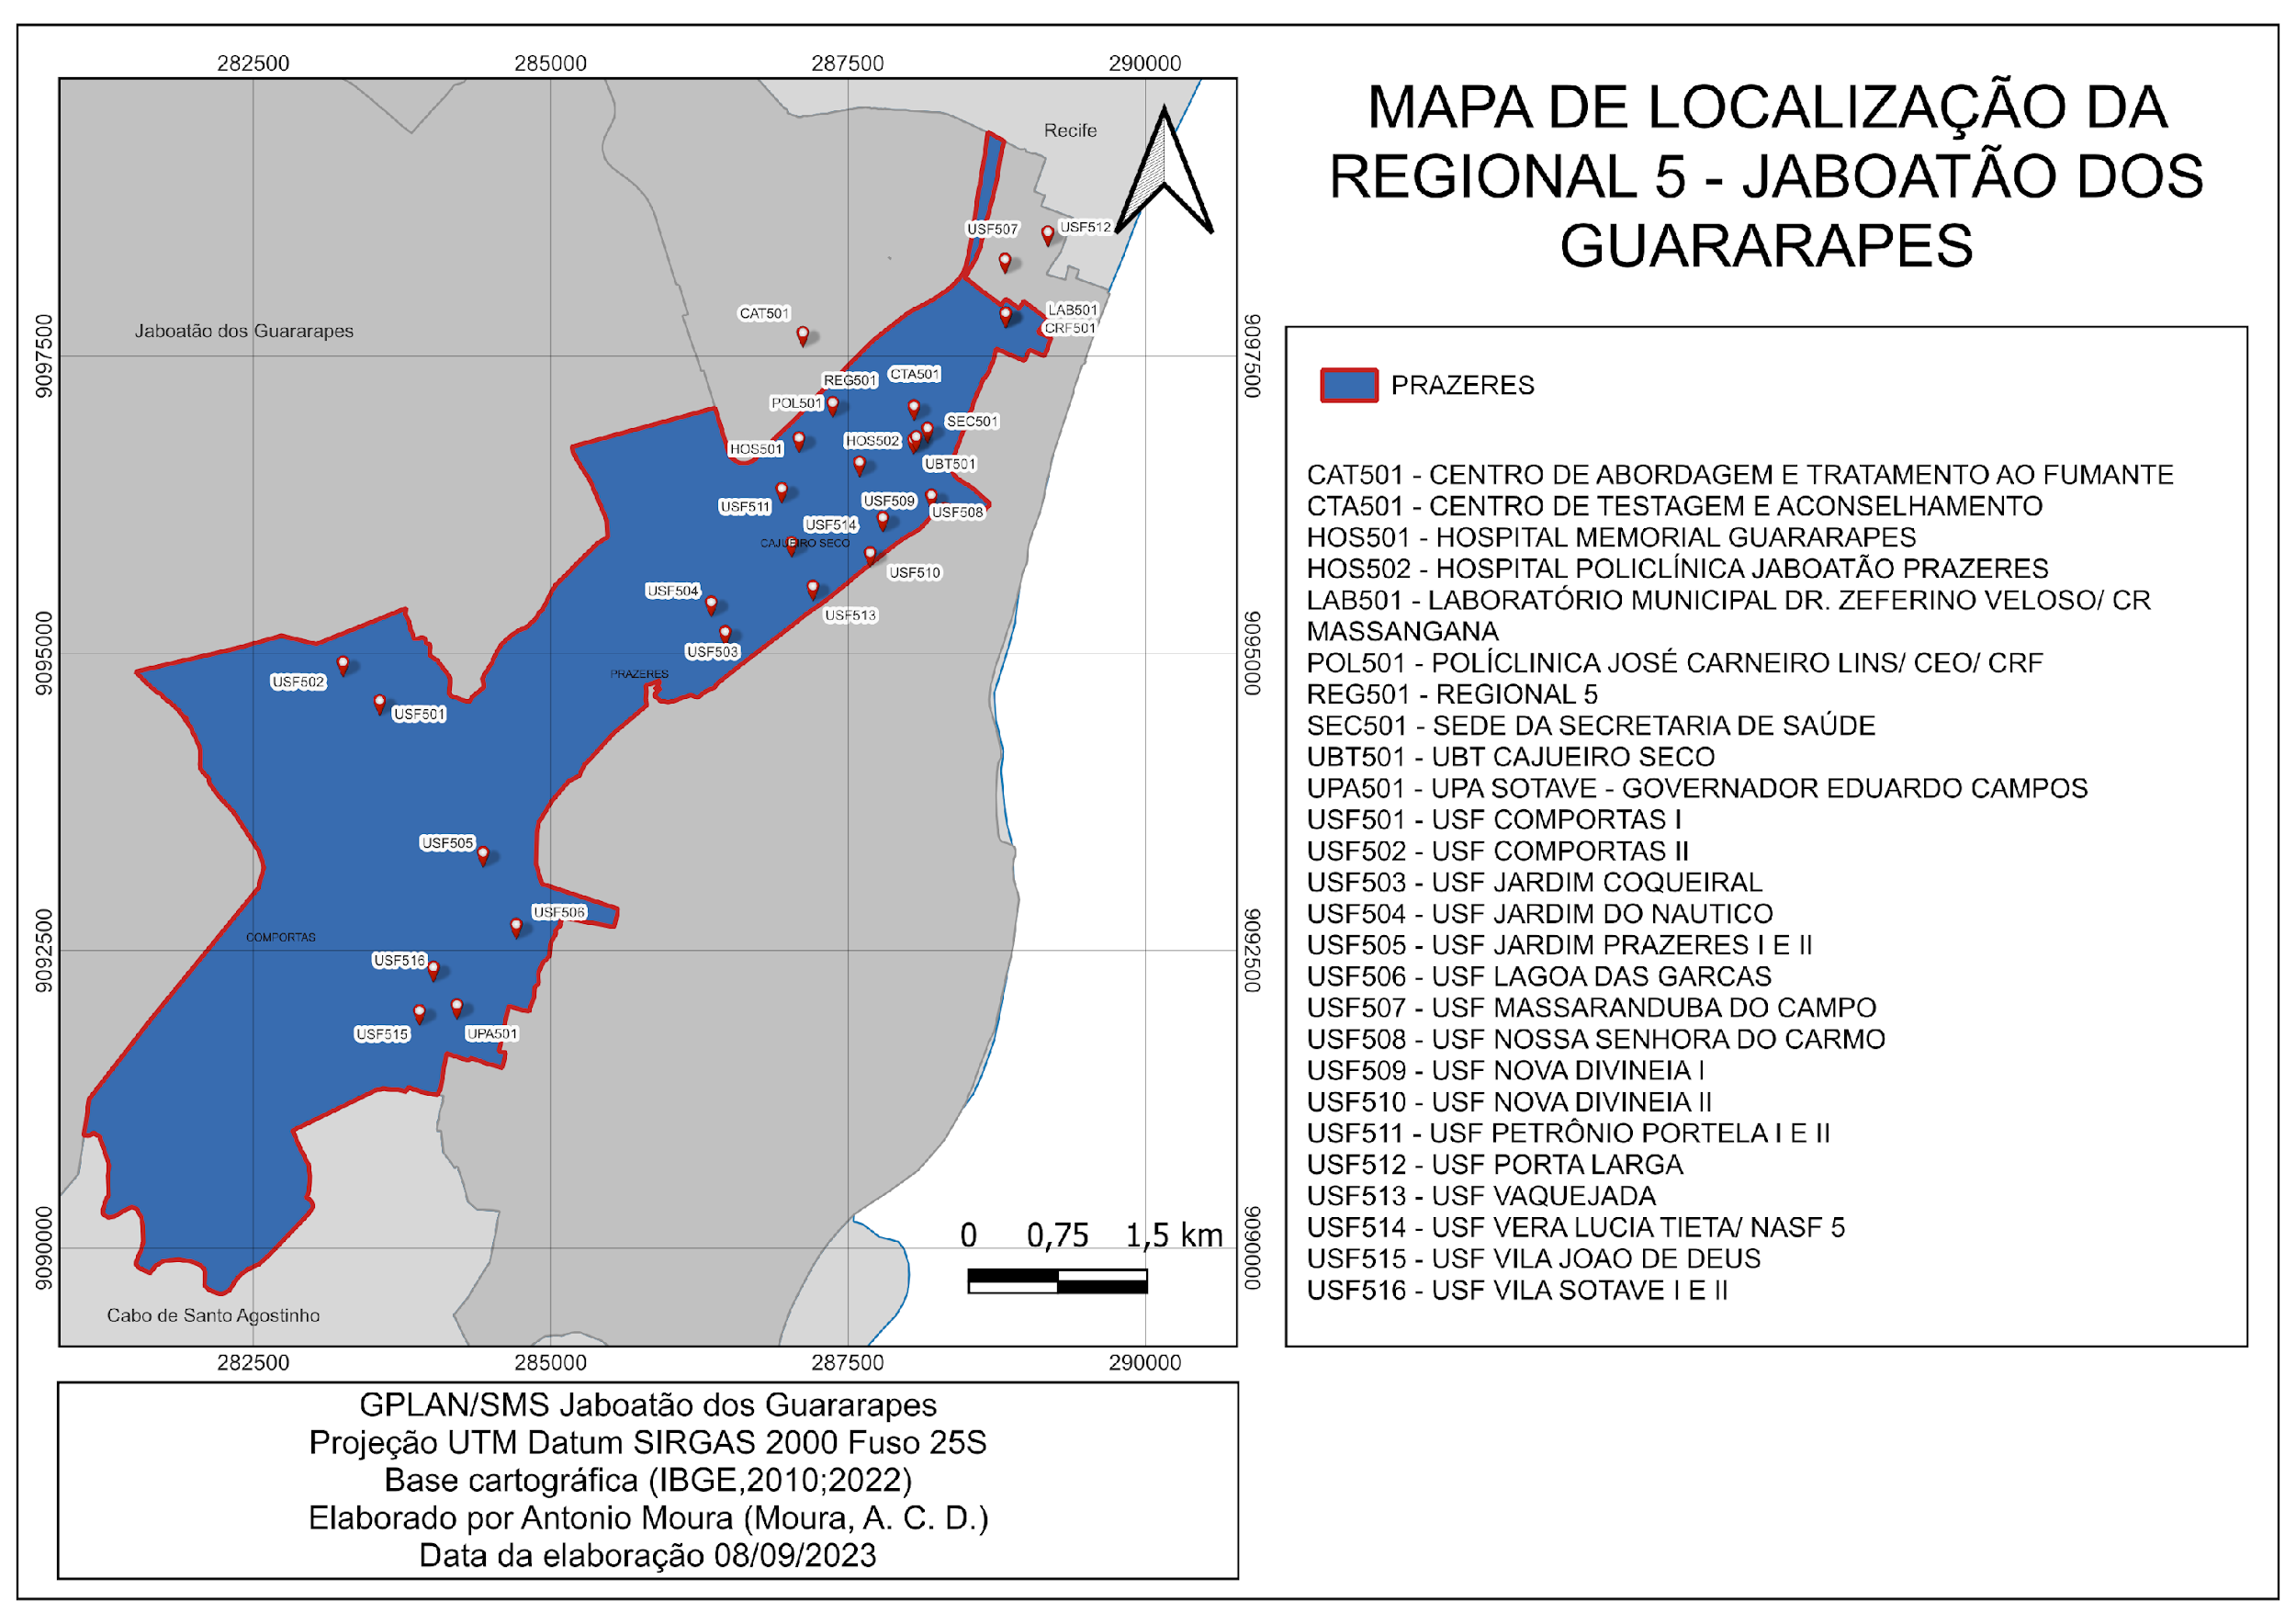 MAPA DE LOCALIZAÇÃO DA
REGIONAL 5 - JABOATÃO DOS
GUARARAPES
282500
285000
287500
290000
Recife
USF507
USF512
CAT501
LAB501
CRF501
Jaboatão dos Guararapes
9097500
9097500
REG501
CTA501
POL501
SEC501
HOS501
HOS502
UBT501
USF511
USF509
USF508
USF514
CAJUEIRO SECO
USF510
USF504
USF513
USF503
9095000
9095000
PRAZERES
USF502
USF501
USF505
USF506
COMPORTAS
9092500
9092500
USF516
USF515
UPA501
0 0,75 1,5 km
9090000
9090000
Cabo de Santo Agostinho
282500
285000
287500
290000
PRAZERES
CAT501 - CENTRO DE ABORDAGEM E TRATAMENTO AO FUMANTE
CTA501 - CENTRO DE TESTAGEM E ACONSELHAMENTO
HOS501 - HOSPITAL MEMORIAL GUARARAPES
HOS502 - HOSPITAL POLICLÍNICA JABOATÃO PRAZERES
LAB501 - LABORATÓRIO MUNICIPAL DR. ZEFERINO VELOSO/ CR
MASSANGANA
POL501 - POLÍCLINICA JOSÉ CARNEIRO LINS/ CEO/ CRF
REG501 - REGIONAL 5
SEC501 - SEDE DA SECRETARIA DE SAÚDE
UBT501 - UBT CAJUEIRO SECO
UPA501 - UPA SOTAVE - GOVERNADOR EDUARDO CAMPOS
USF501 - USF COMPORTAS I
USF502 - USF COMPORTAS II
USF503 - USF JARDIM COQUEIRAL
USF504 - USF JARDIM DO NAUTICO
USF505 - USF JARDIM PRAZERES I E II
USF506 - USF LAGOA DAS GARCAS
USF507 - USF MASSARANDUBA DO CAMPO
USF508 - USF NOSSA SENHORA DO CARMO
USF509 - USF NOVA DIVINEIA I
USF510 - USF NOVA DIVINEIA II
USF511 - USF PETRÔNIO PORTELA I E II
USF512 - USF PORTA LARGA
USF513 - USF VAQUEJADA
USF514 - USF VERA LUCIA TIETA/ NASF 5
USF515 - USF VILA JOAO DE DEUS
USF516 - USF VILA SOTAVE I E II
GPLAN/SMS Jaboatão dos Guararapes
Projeção UTM Datum SIRGAS 2000 Fuso 25S
Base cartográfica (IBGE,2010;2022)
Elaborado por Antonio Moura (Moura, A. C. D.)
Data da elaboração 08/09/2023